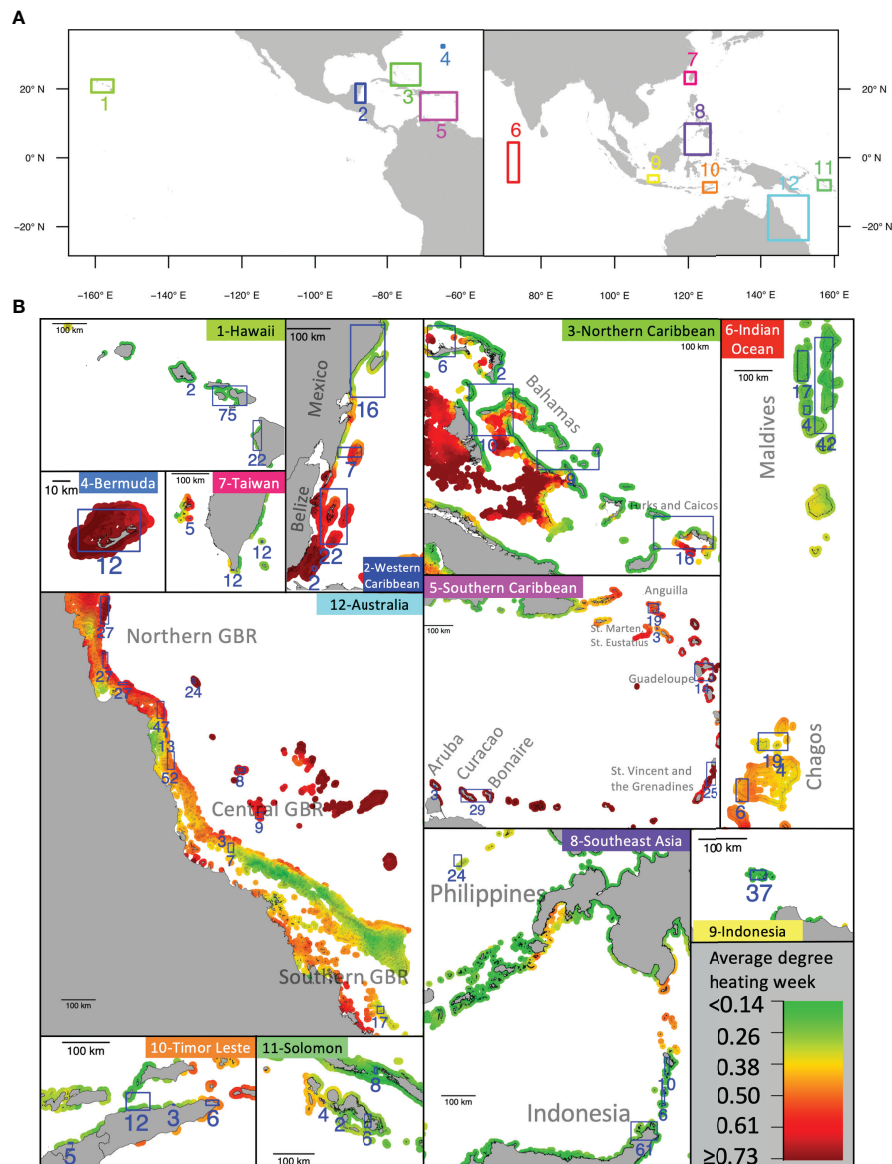 A
20° N
0° N
−20° N
1
2
3
4
5
6
7
8
9
10
11
12
20° N
0° N
−20° N
−160° E
−140° E
−120° E
−100° E
−80° E
−60° E
80° E
100° E
120° E
140° E
160° E
B
100 km
1-Hawaii
2
75
22
10 km
4-Bermuda
12
100 km
7-Taiwan
5
12
12
100 km
Mexico
16
7
Belize
22
2
2-Western
Caribbean
3-Northern Caribbean
100 km
6
2
Bahamas
10
9
Turks and Caicos
16
6-Indian
Ocean
100 km
17
4
42
Maldives
19
4
6
Chagos
5-Southern Caribbean
100 km
Anguilla
19
St. Marten,
3
St. Eustatius
Guadeloupe
Aruba
Curacao
Bonaire
3
29
St. Vincent and
the Grenadines
25
12-Australia
Northern GBR
27
27
27
24
47
13
52
8
Central GBR
9
3
7
Southern GBR
17
100 km
8-Southeast Asia
24
Philippines
10
6
100 km
Indonesia
67
100 km
37
9-Indonesia
Average degree
heating week
<0.14
0.26
0.38
0.50
0.61
≥0.73
100 km
10-Timor Leste
12
3
6
5
11-Solomon
8
4
2
6
100 km